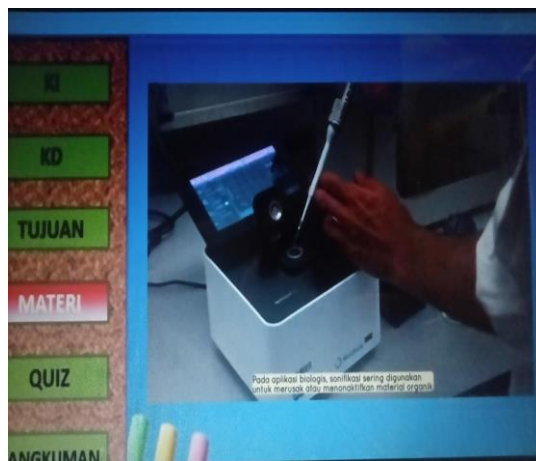 KI
KD
TUJUAN
MATERI
QUIZ
ANGKUMAN
Pada aplikasi biologis, sonifikasi sering digunakan
untuk merusak atau menonaktifkan material organik